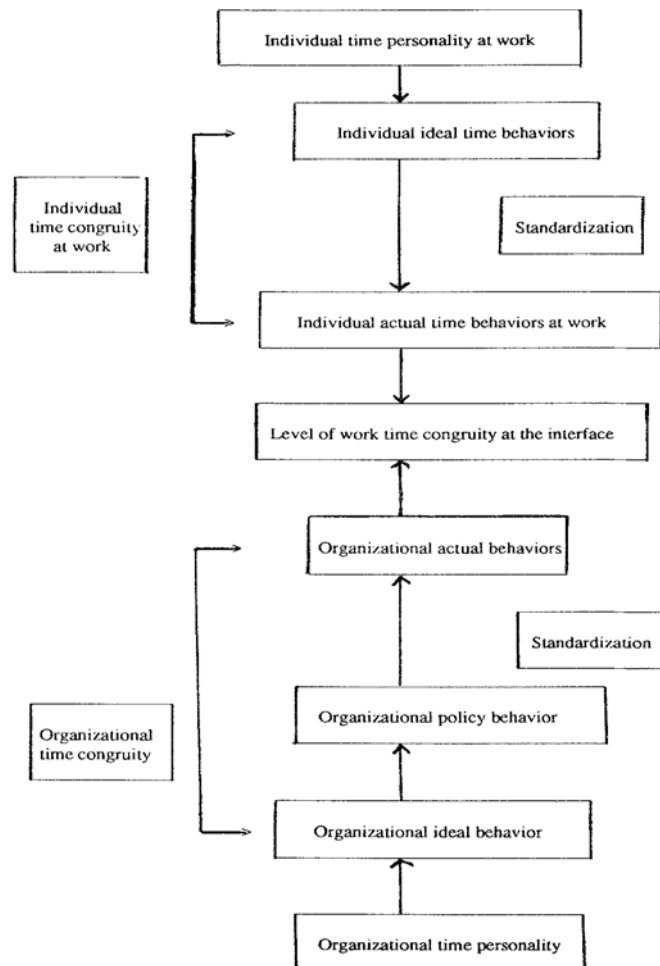 Individual time personality at work
Individual ideal time behaviors
Individual
time congruity
at work
Standardization
Individual actual time behaviors at work
Level of work time congruity at the interface
Organizational actual behaviors
Standardization
Organizational policy behavior
Organizational
time congruity
Organizational ideal behavior
Organizational time personality